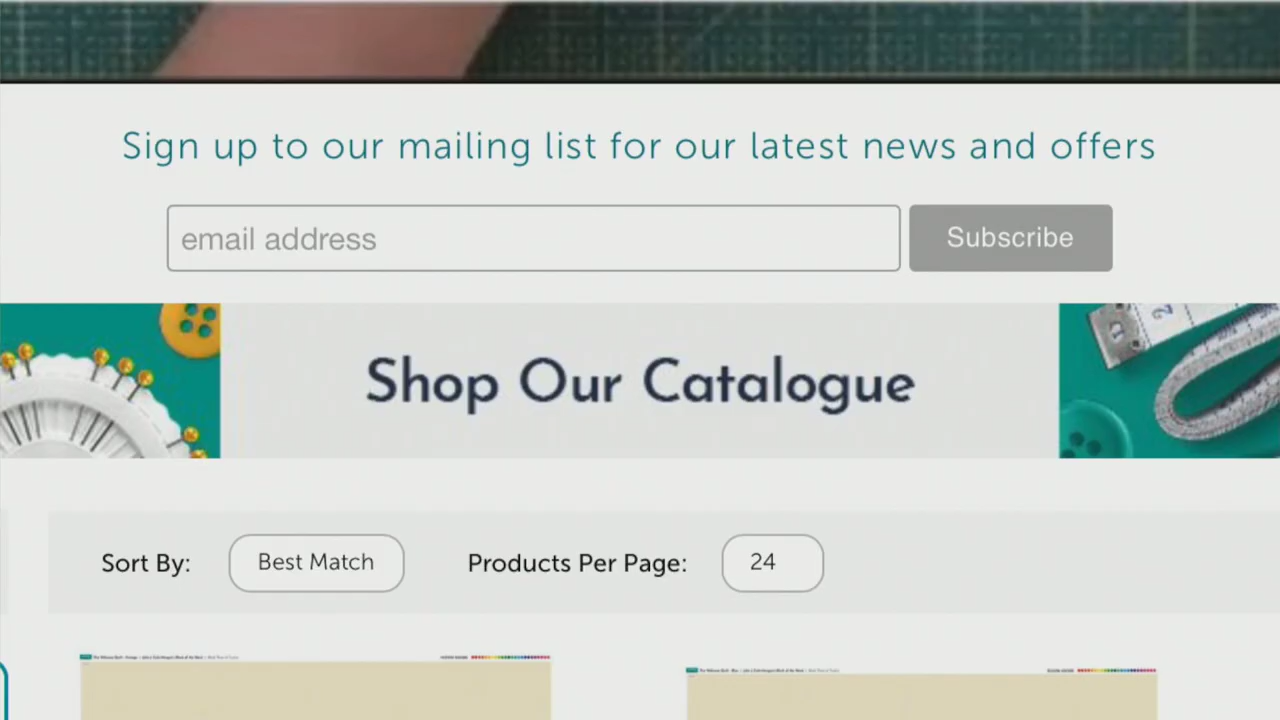 Sign up to our mailing list for our latest news and offers
email address
Subscribe
Shop Our Catalogue
Sort By:
Best Match
Products Per Page:
24